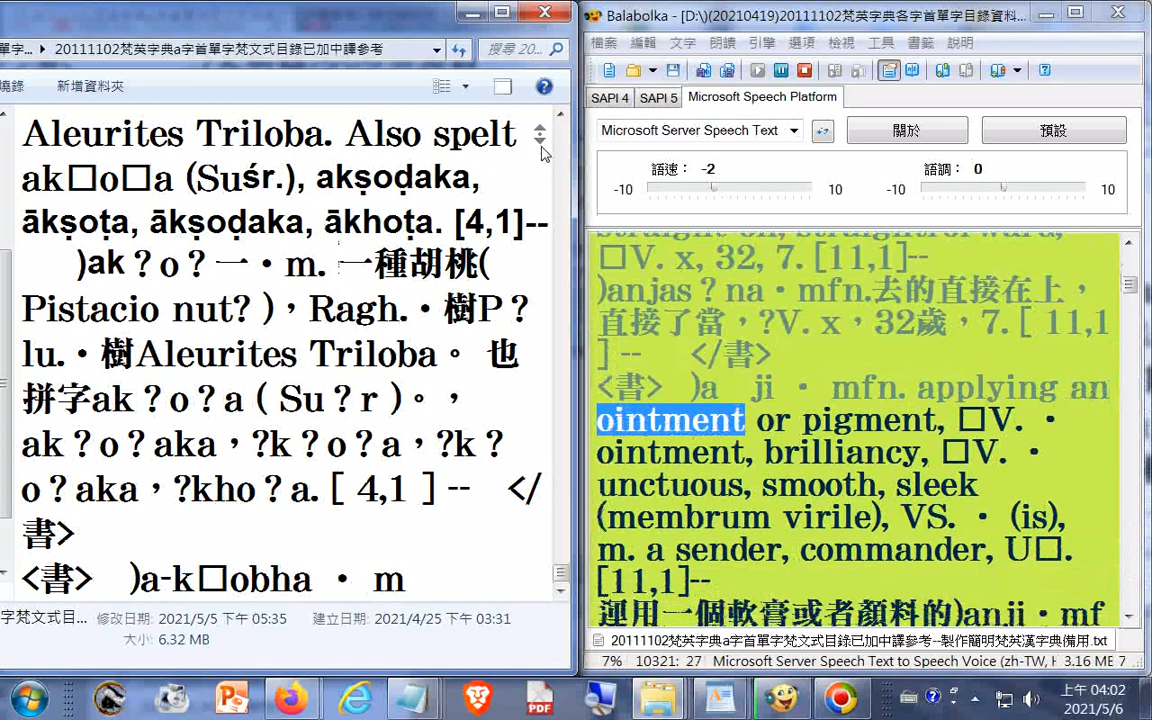 單字... ▸ 20111102梵英字典a字首單字梵文式目錄已加中譯參考
搜尋 20...
燒錄 新增資料夾
Aleurites Triloba. Also spelt
ak□o□a (Suśr.), akṣoḍaka,
ākṣoṭa, ākṣoḍaka, ākhoṭa. [4,1]--
)ak？o？一・m. 一種胡桃(
Pistacio nut? )，Ragh.・樹P？
lu.・樹Aleurites Triloba。 也
拼字ak？o？a ( Su？r )。，
ak？o？aka，?k？o？a，?k？
o？aka，?kho？a. [ 4,1 ] -- </
書>
<書> )a-k□obha ・ m
字梵文式目... 修改日期: 2021/5/5 下午 05:35 建立日期: 2021/4/25 下午 03:31
大小: 6.32 MB
Balabolka - [D:\)(20210419)20111102梵英字典各字首單字目錄資料...
檔案 編輯 文字 朗讀 引擎 選項 檢視 工具 書籤 說明
SAPI 4 SAPI 5 Microsoft Speech Platform
Microsoft Server Speech Text 關於 預設
語速： -2 語調： 0
-10 10 -10 10
straight on, straightforward,
□V. x, 32, 7. [11,1]--
)anjas？na・mfn.去的直接在上，
直接了當，?V. x，32歲，7. [ 11,1
] -- </書>
<書> )a ji ・ mfn. applying an
ointment or pigment, □V. ・
ointment, brilliancy, □V. ・
unctuous, smooth, sleek
(membrum virile), VS. ・ (is),
m. a sender, commander, U□.
[11,1]--
運用一個軟膏或者顏料的)anji・mf
20111102梵英字典a字首單字梵文式目錄已加中譯參考--製作簡明梵英漢字典備用.txt
7% 10321: 27 Microsoft Server Speech Text to Speech Voice (zh-TW, H 3.16 MB 7
上午 04:02
2021/5/6